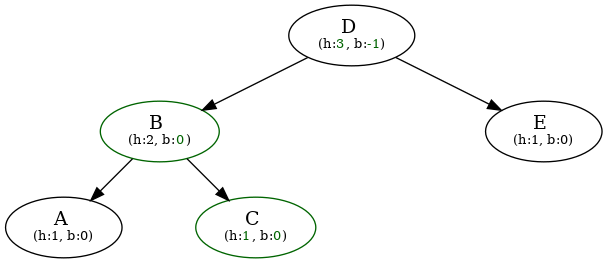 D
(h:3, b:-1)
B
(h:2, b:0)
E
(h:1, b:0)
A
(h:1, b:0)
C
(h:1, b:0)